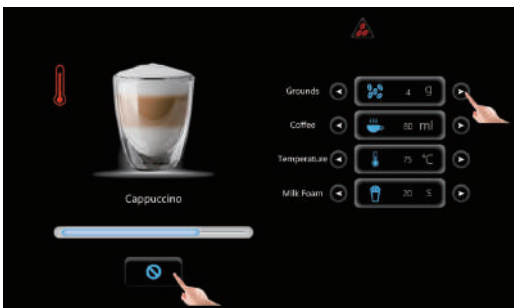 Grounds 4 g
Coffee 80 ml
Temperature 75 °C
Milk Foam 20 S
Cappuccino